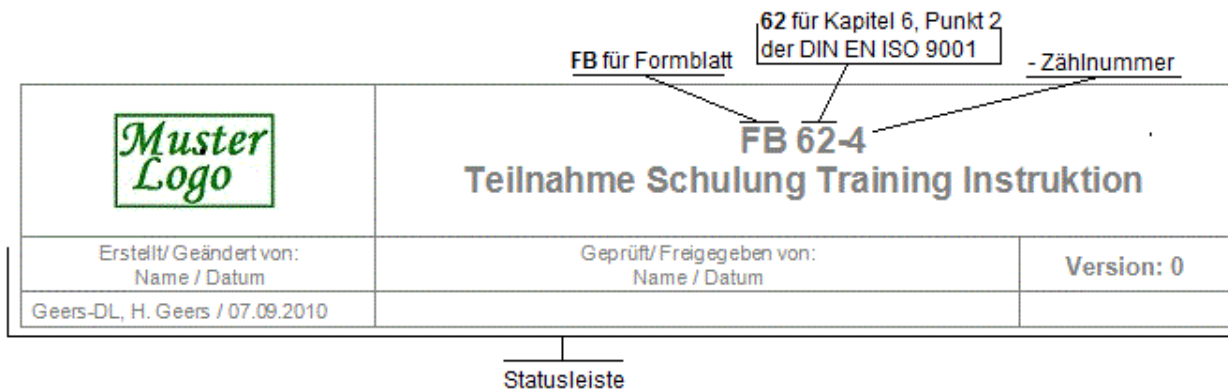 62 für Kapitel 6, Punkt 2
der DIN EN ISO 9001
FB für Formblatt
- Zählnummer
Muster
Logo
FB 62-4
Teilnahme Schulung Training Instruktion
Erstellt/ Geändert von:
Name / Datum
Geprüft/ Freigegeben von:
Name / Datum
Version: 0
Geers-DL, H. Geers / 07.09.2010
Statusleiste